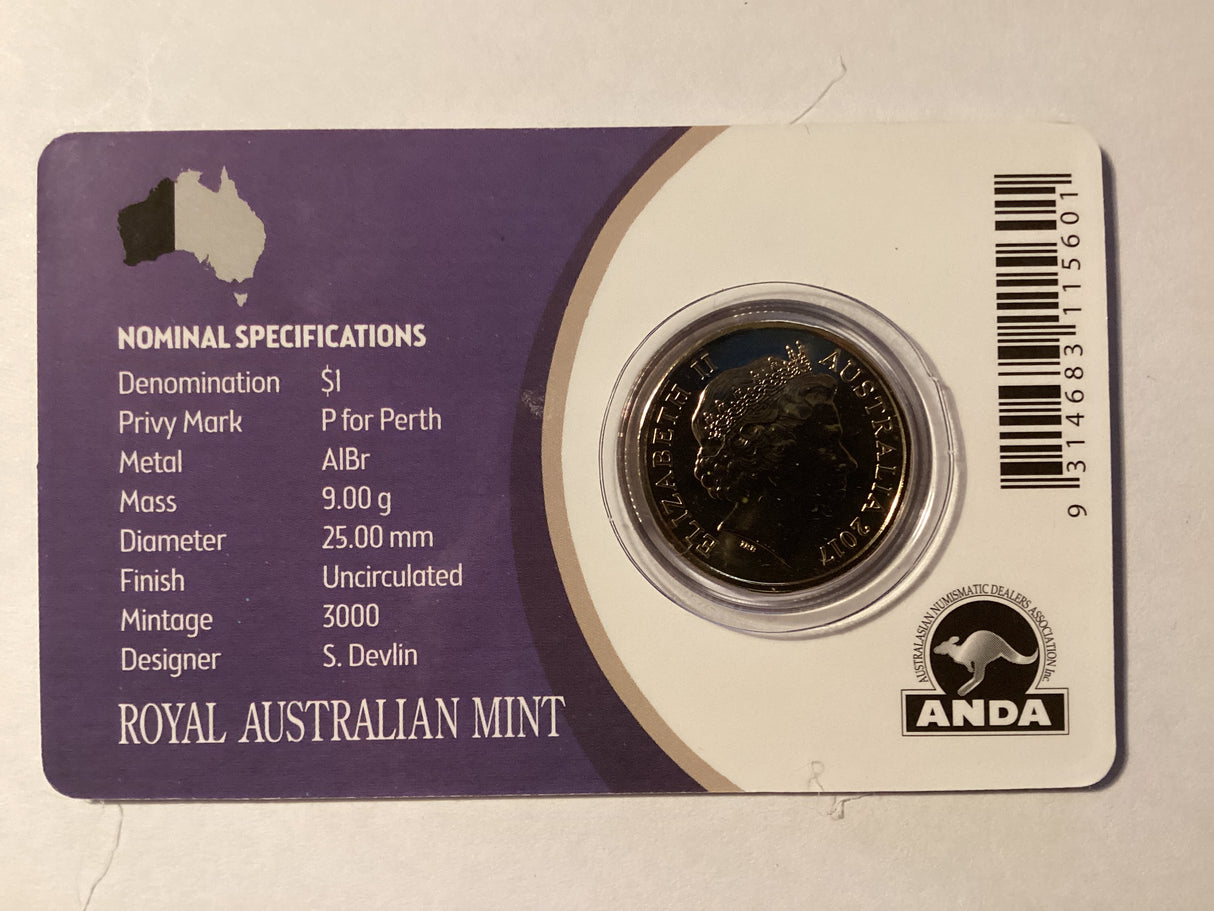 NOMINAL SPECIFICATIONS
Denomination $1
Privy Mark P for Perth
Metal AlBr
Mass 9.00 g
Diameter 25.00 mm
Finish Uncirculated
Mintage 3000
Designer S. Devlin
ROYAL AUSTRALIAN MINT
ELIZABETH II AUSTRALIA 2017
IRB
9 314683 115601
AUSTRALASIAN NUMISMATIC DEALERS ASSOCIATION Inc
ANDA